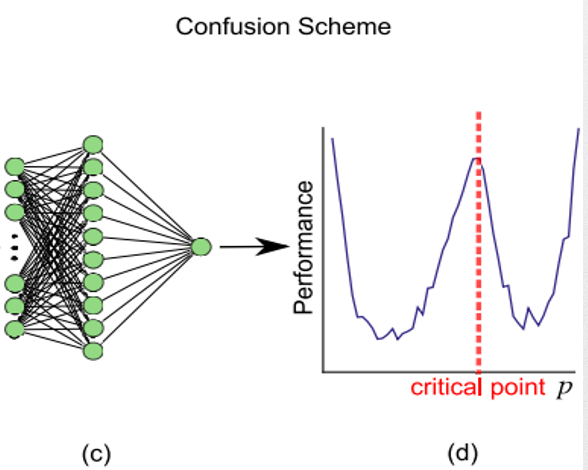 Confusion Scheme
Performance
critical point p
(c)
(d)